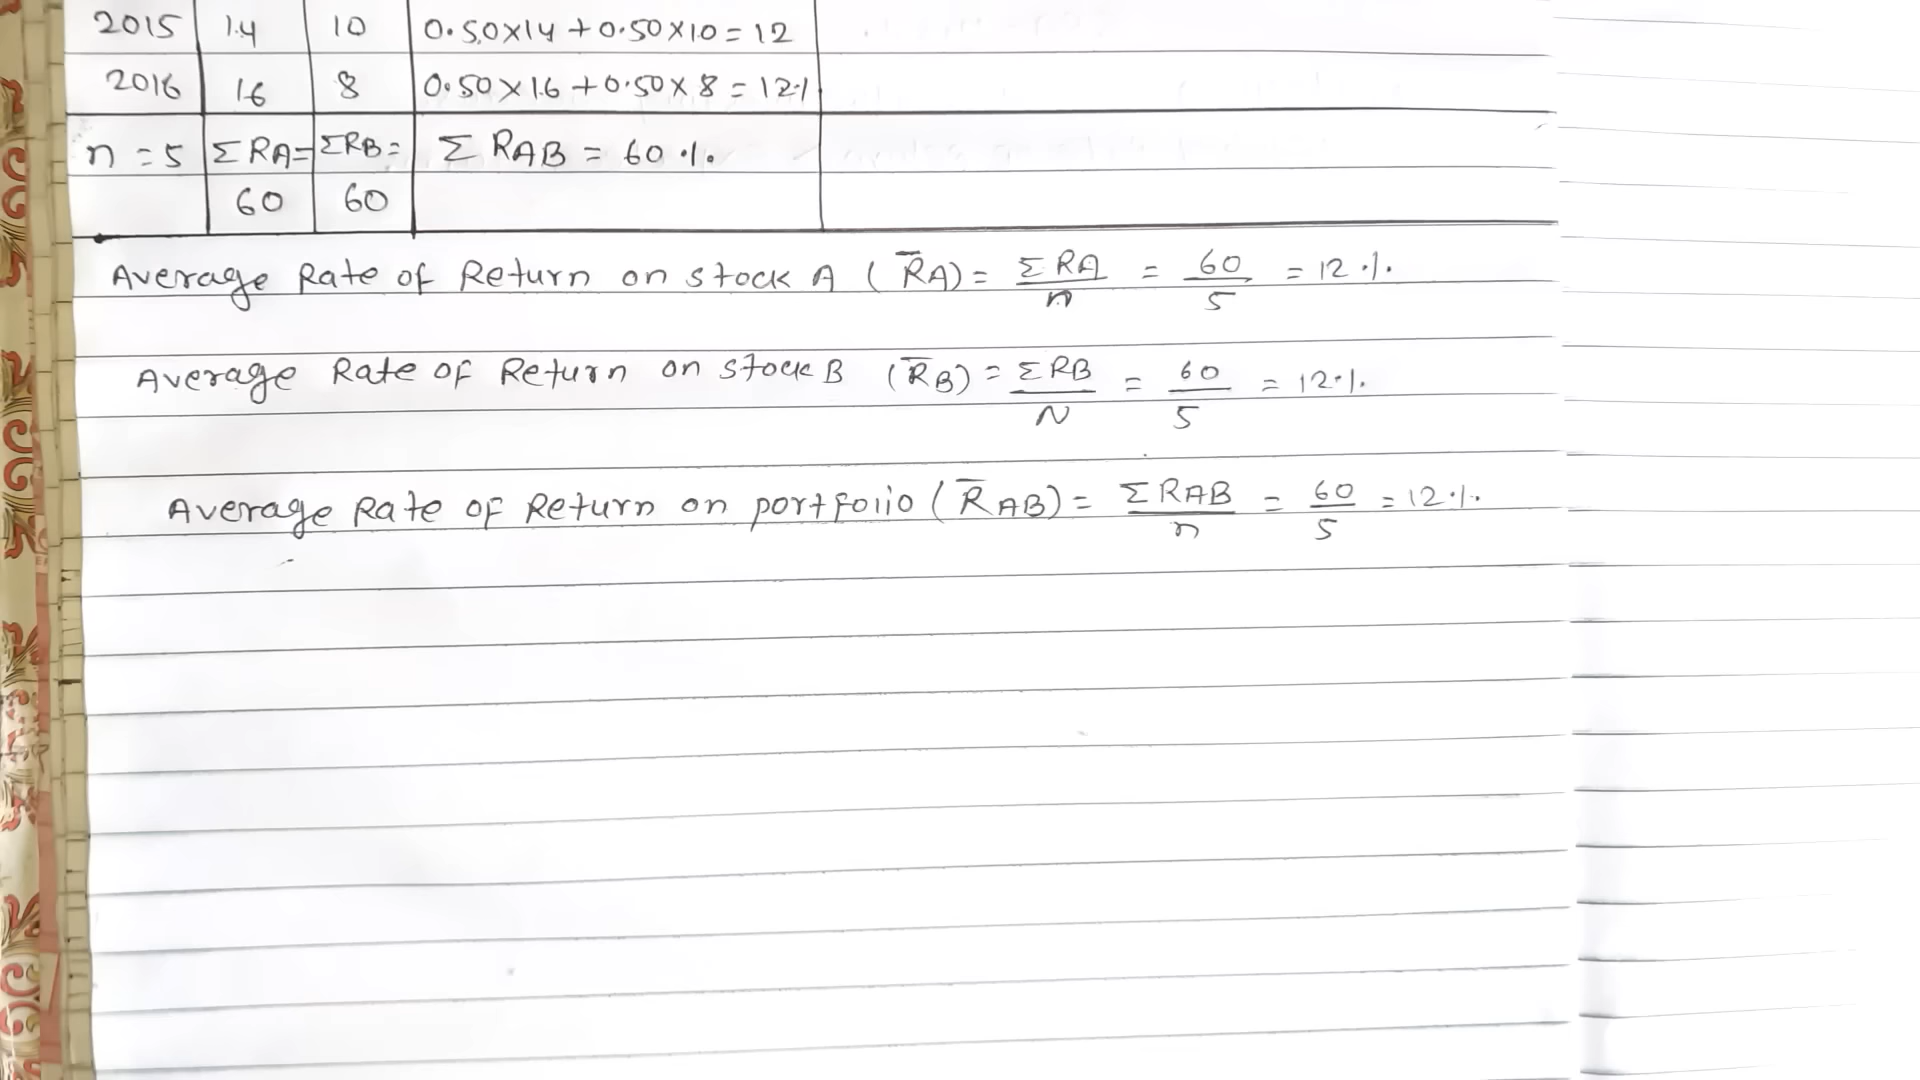 2015 14 10 0.50×14+0.50×10=12
2016 16 8 0.50×16+0.50×8=12%
n=5 ΣRA= ΣRB= ΣRAB = 60%
60 60
Average Rate of Return on stock A (R̄A) = ΣRA/n = 60/5 = 12%
Average Rate of Return on stock B (R̄B) = ΣRB/N = 60/5 = 12%
Average Rate of Return on portfolio (R̄AB) = ΣRAB/n = 60/5 = 12%